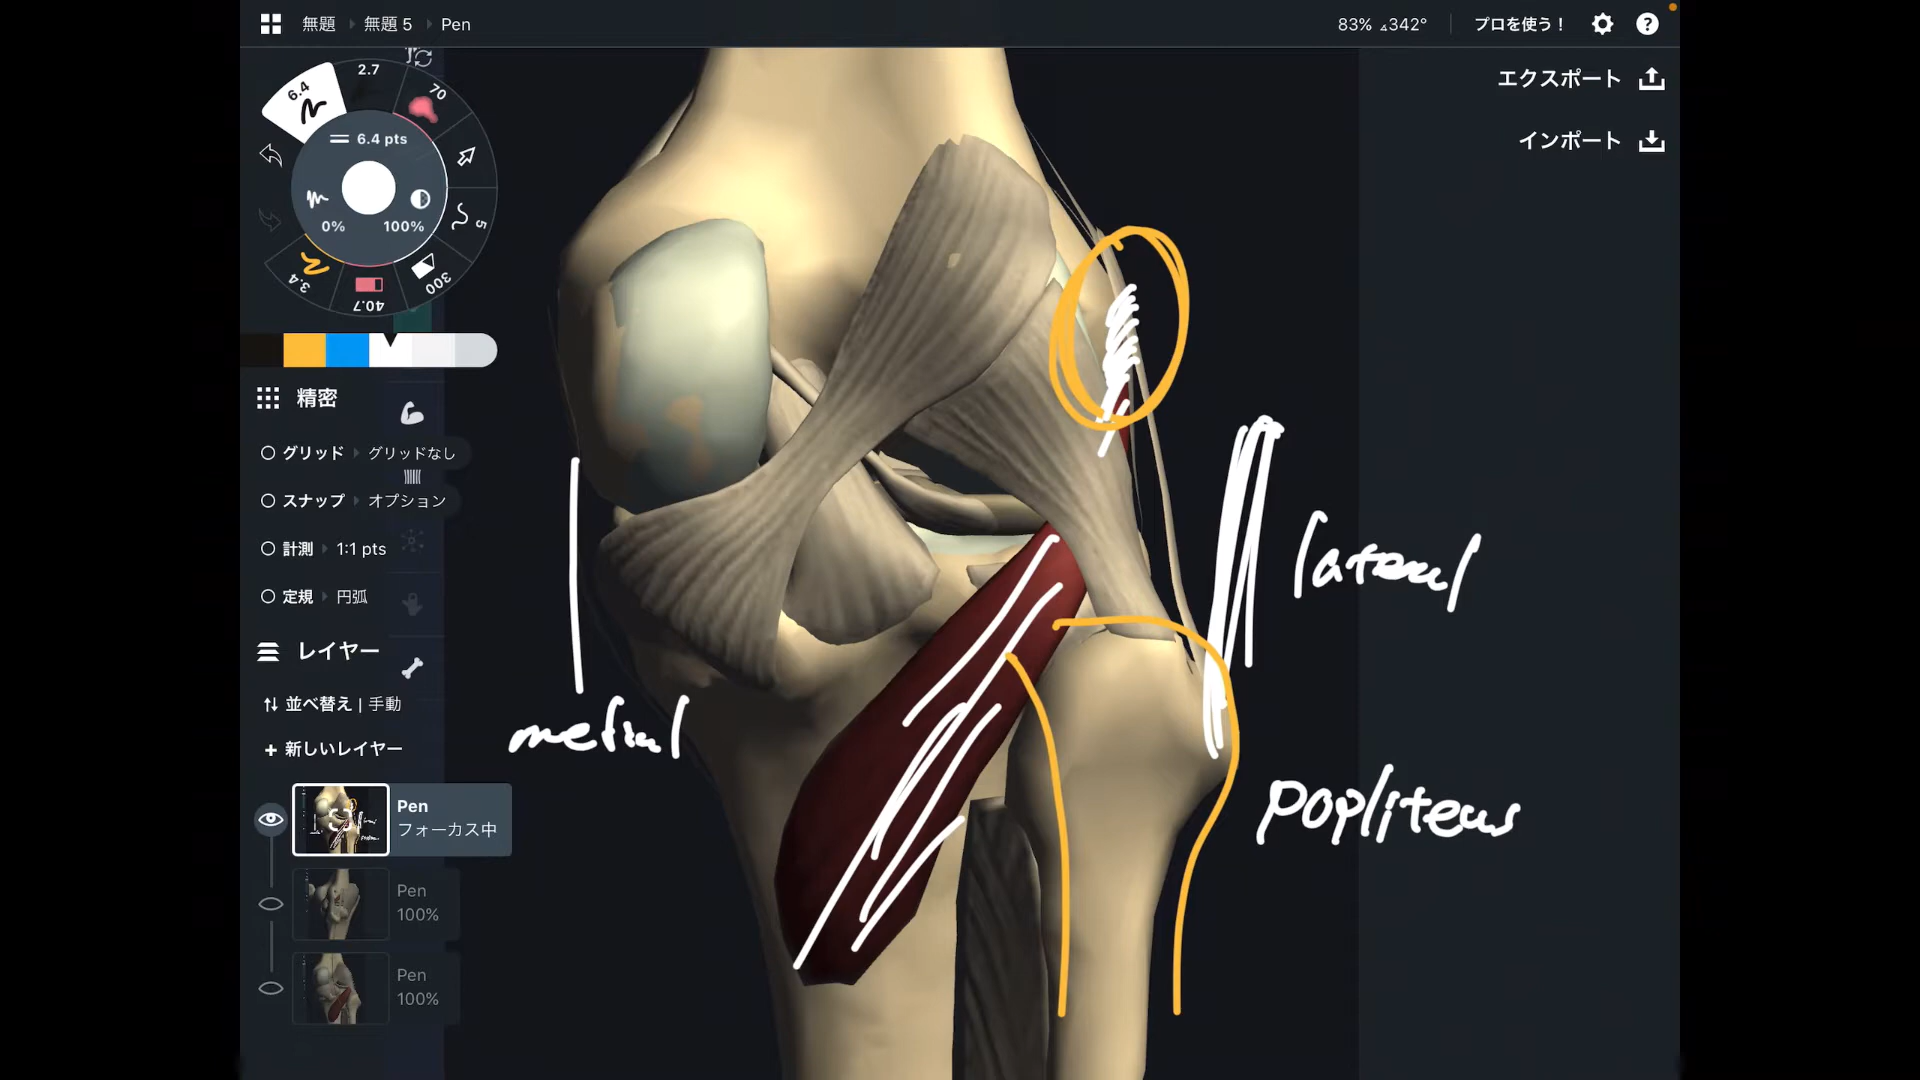 無題 無題 5 Pen
83% ⊿342° プロを使う!
エクスポート
インポート
6.4
2.7
70
5
300
40.7
3.4
6.4 pts
0% 100%
精密
グリッド グリッドなし
スナップ オプション
計測 1:1 pts
定規 円弧
レイヤー
並べ替え | 手動
+ 新しいレイヤー
Pen
フォーカス中
Pen
100%
Pen
100%
medial
lateral
popliteus